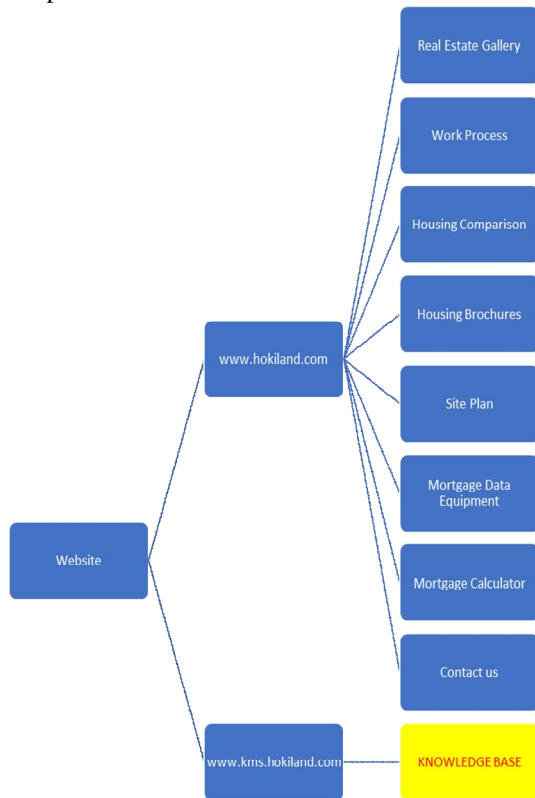 Real Estate Gallery
Work Process
Housing Comparison
Housing Brochures
www.hokiland.com
Site Plan
Mortgage Data
Equipment
Website
Mortgage Calculator
Contact us
www.kms.hokiland.com
KNOWLEDGE BASE